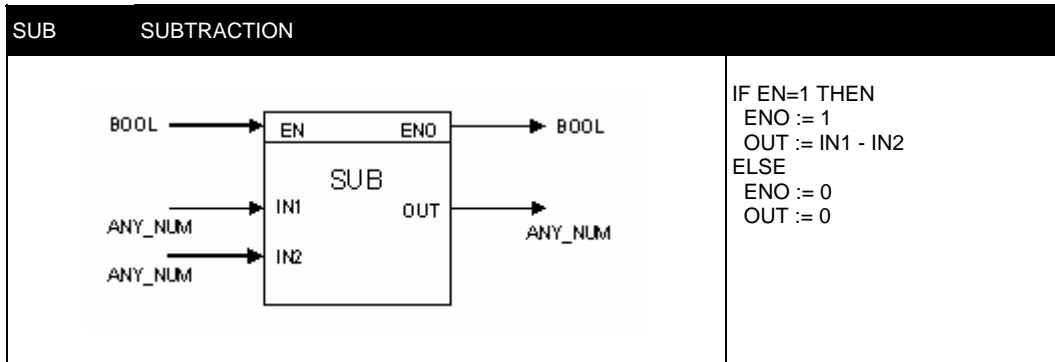 SUB SUBTRACTION
BOOL EN ENO BOOL
SUB
IN1 OUT
ANY_NUM ANY_NUM
IN2
ANY_NUM
IF EN=1 THEN
ENO := 1
OUT := IN1 - IN2
ELSE
ENO := 0
OUT := 0